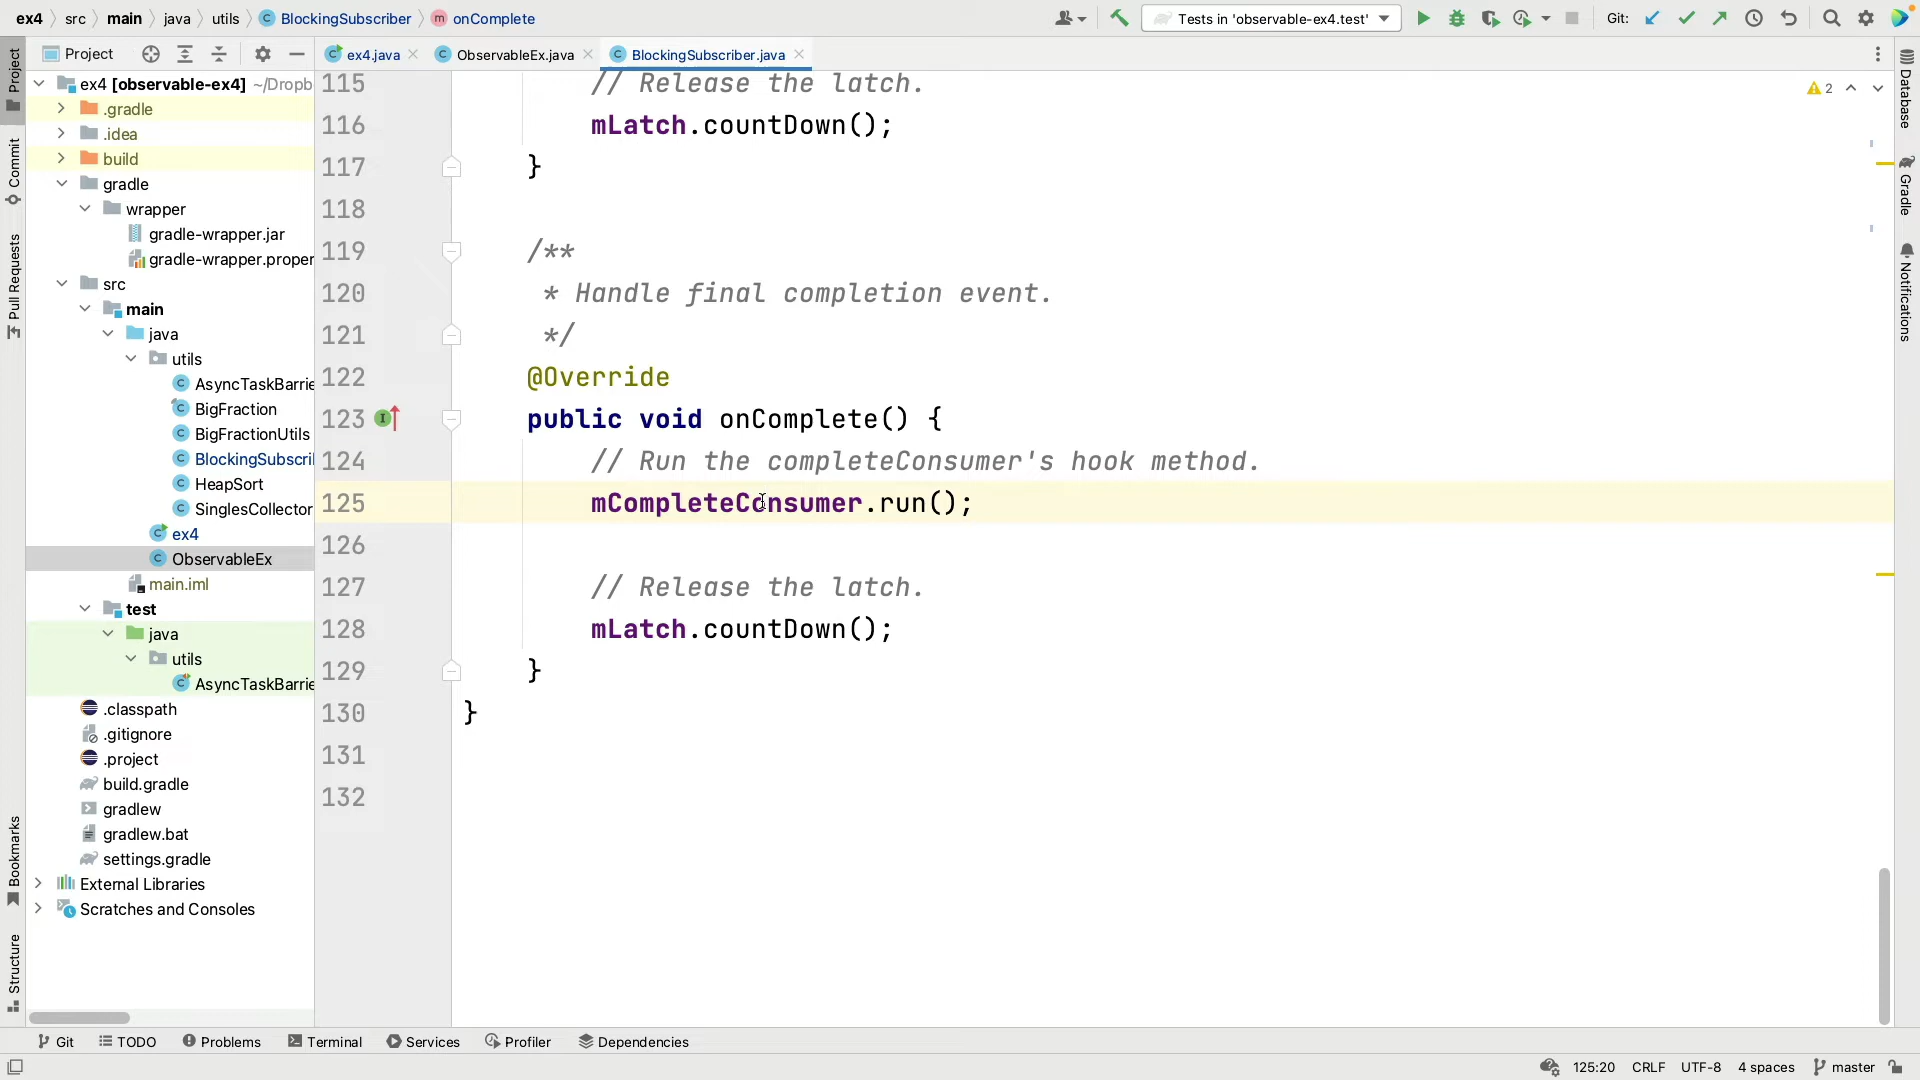 ex4 src main java utils BlockingSubscriber onComplete
Tests in 'observable-ex4.test'
Git:
Project
ex4.java
ObservableEx.java
BlockingSubscriber.java
ex4 [observable-ex4] ~/Dropb
.gradle
.idea
build
gradle
wrapper
gradle-wrapper.jar
gradle-wrapper.proper
src
main
java
utils
AsyncTaskBarrie
BigFraction
BigFractionUtils
BlockingSubscri
HeapSort
SinglesCollector
ex4
ObservableEx
main.iml
test
java
utils
AsyncTaskBarrie
.classpath
.gitignore
.project
build.gradle
gradlew
gradlew.bat
settings.gradle
External Libraries
Scratches and Consoles
Project
Commit
Pull Requests
Bookmarks
Structure
115 // Release the latch.
116 mLatch.countDown();
117 }
118
119 /**
120 * Handle final completion event.
121 */
122 @Override
123 public void onComplete() {
124 // Run the completeConsumer's hook method.
125 mCompleteConsumer.run();
126
127 // Release the latch.
128 mLatch.countDown();
129 }
130 }
131
132
2
Database
Gradle
Notifications
Git TODO Problems Terminal Services Profiler Dependencies
125:20 CRLF UTF-8 4 spaces master